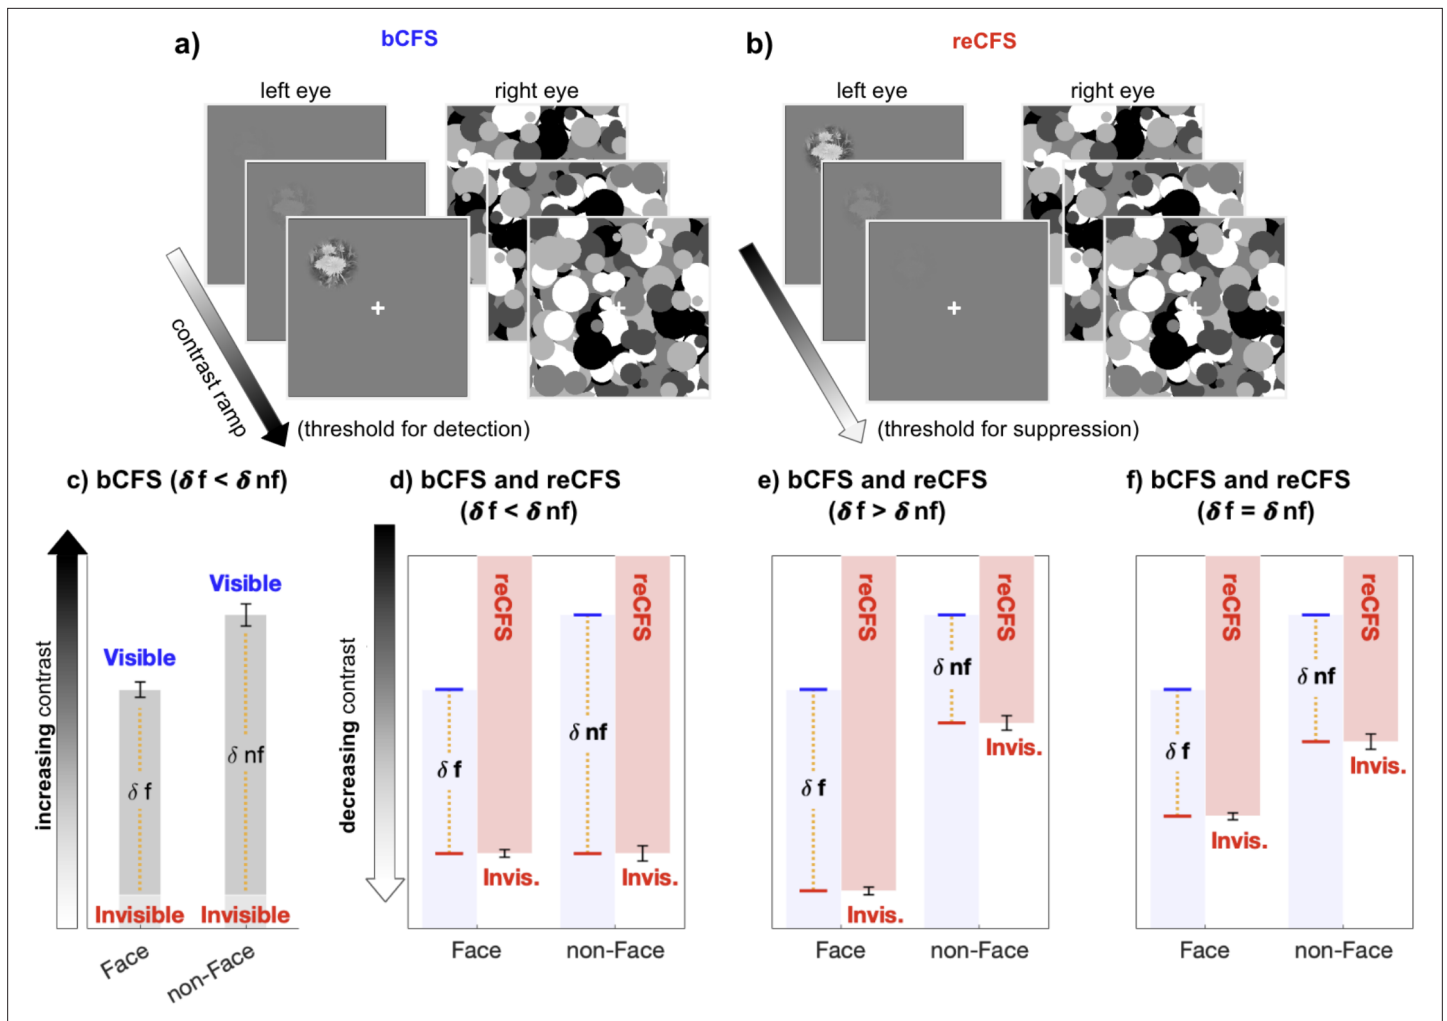 a) bCFS
b) reCFS
left eye
right eye
left eye
right eye
contrast ramp
(threshold for detection)
(threshold for suppression)
c) bCFS (δ f < δ nf)
increasing contrast
Visible
Visible
δ f
δ nf
Invisible
Invisible
Face
non-Face
d) bCFS and reCFS
(δ f < δ nf)
decreasing contrast
reCFS
reCFS
δ f
δ nf
Invis.
Invis.
Face
non-Face
e) bCFS and reCFS
(δ f > δ nf)
reCFS
reCFS
δ f
δ nf
Invis.
Invis.
Face
non-Face
f) bCFS and reCFS
(δ f = δ nf)
reCFS
reCFS
δ f
δ nf
Invis.
Invis.
Face
non-Face